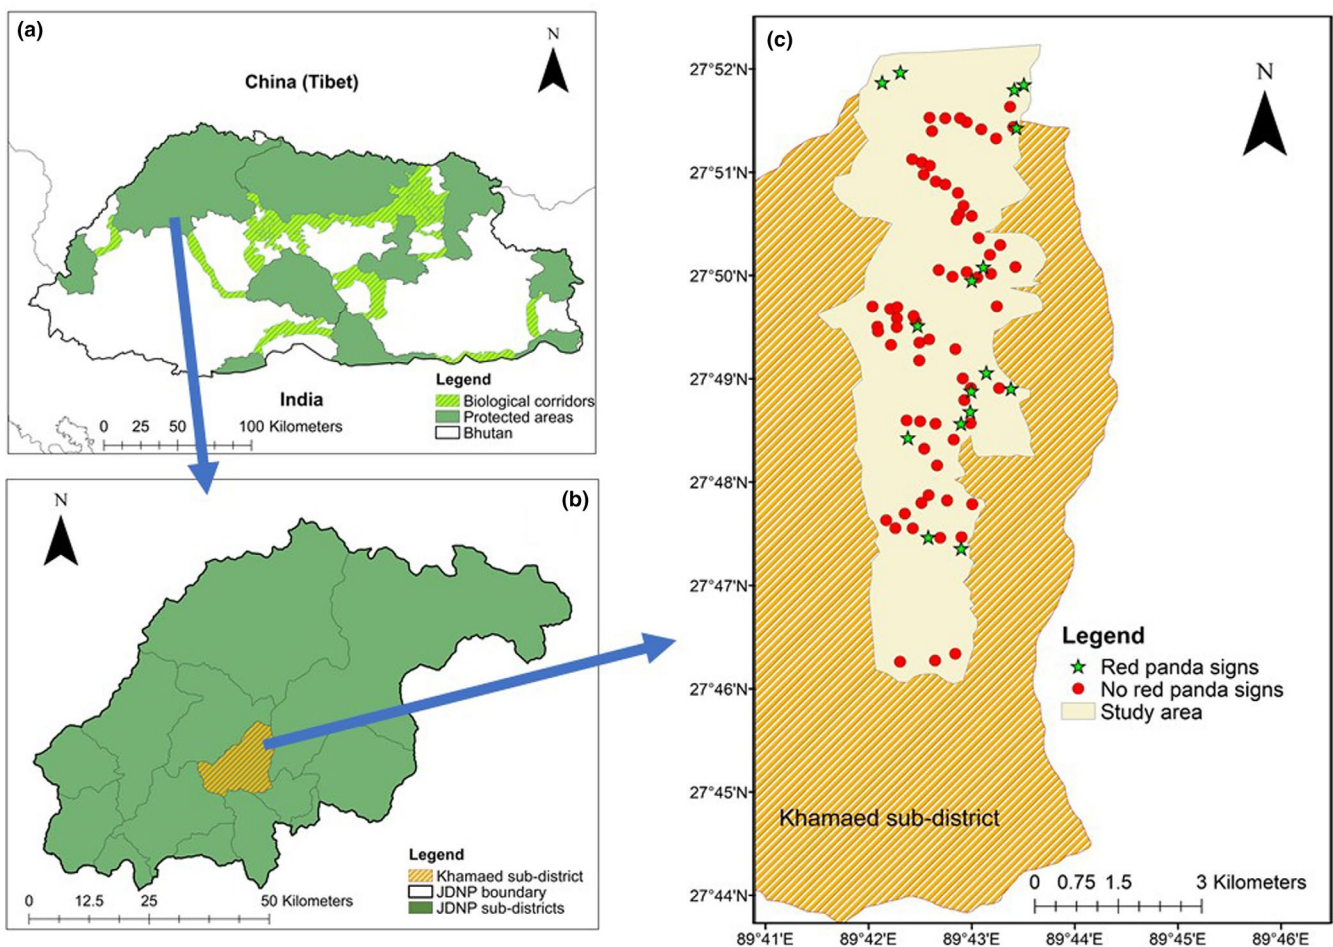 (a)
N
China (Tibet)
India
0 25 50 100 Kilometers
Legend
Biological corridors
Protected areas
Bhutan
(b)
N
Legend
Khamaed sub-district
JDNP boundary
JDNP sub-districts
0 12.5 25 50 Kilometers
(c)
N
27°52'N
27°51'N
27°50'N
27°49'N
27°48'N
27°47'N
27°46'N
27°45'N
27°44'N
Legend
Red panda signs
No red panda signs
Study area
Khamaed sub-district
0 0.75 1.5 3 Kilometers
89°41'E 89°42'E 89°43'E 89°44'E 89°45'E 89°46'E